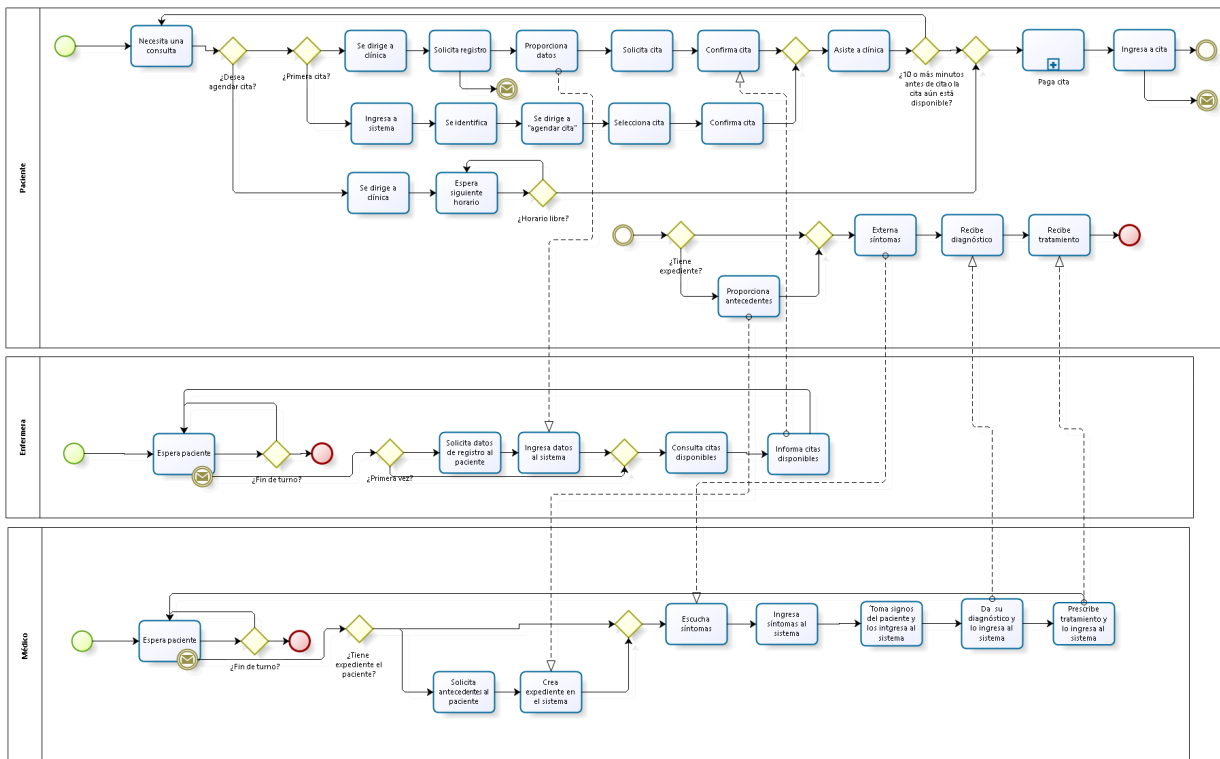 Paciente
Necesita una
consulta
¿Desea
agendar cita?
¿Primera cita?
Se dirige a
clínica
Solicita registro
Proporciona
datos
Solicita cita
Confirma cita
Asiste a clínica
¿10 o más minutos
antes de cita o la
cita aún está
disponible?
Paga cita
Ingresa a cita
Ingresa a
sistema
Se identifica
Se dirige a
"agendar cita"
Selecciona cita
Confirma cita
Se dirige a
clínica
Espera
siguiente
horario
¿Horario libre?
¿Tiene
expediente?
Proporciona
antecedentes
Externa
síntomas
Recibe
diagnóstico
Recibe
tratamiento
Enfermera
Espera paciente
¿Fin de turno?
¿Primera vez?
Solicita datos
de registro al
paciente
Ingresa datos
al sistema
Consulta citas
disponibles
Informa citas
disponibles
Médico
Espera paciente
¿Fin de turno?
¿Tiene
expediente el
paciente?
Solicita
antecedentes al
paciente
Crea
expediente en
el sistema
Escucha
síntomas
Ingresa
síntomas al
sistema
Toma signos
del paciente y
los intgresa al
sistema
Da su
diagnóstico y
lo ingresa al
sistema
Prescribe
tratamiento y
lo ingresa al
sistema